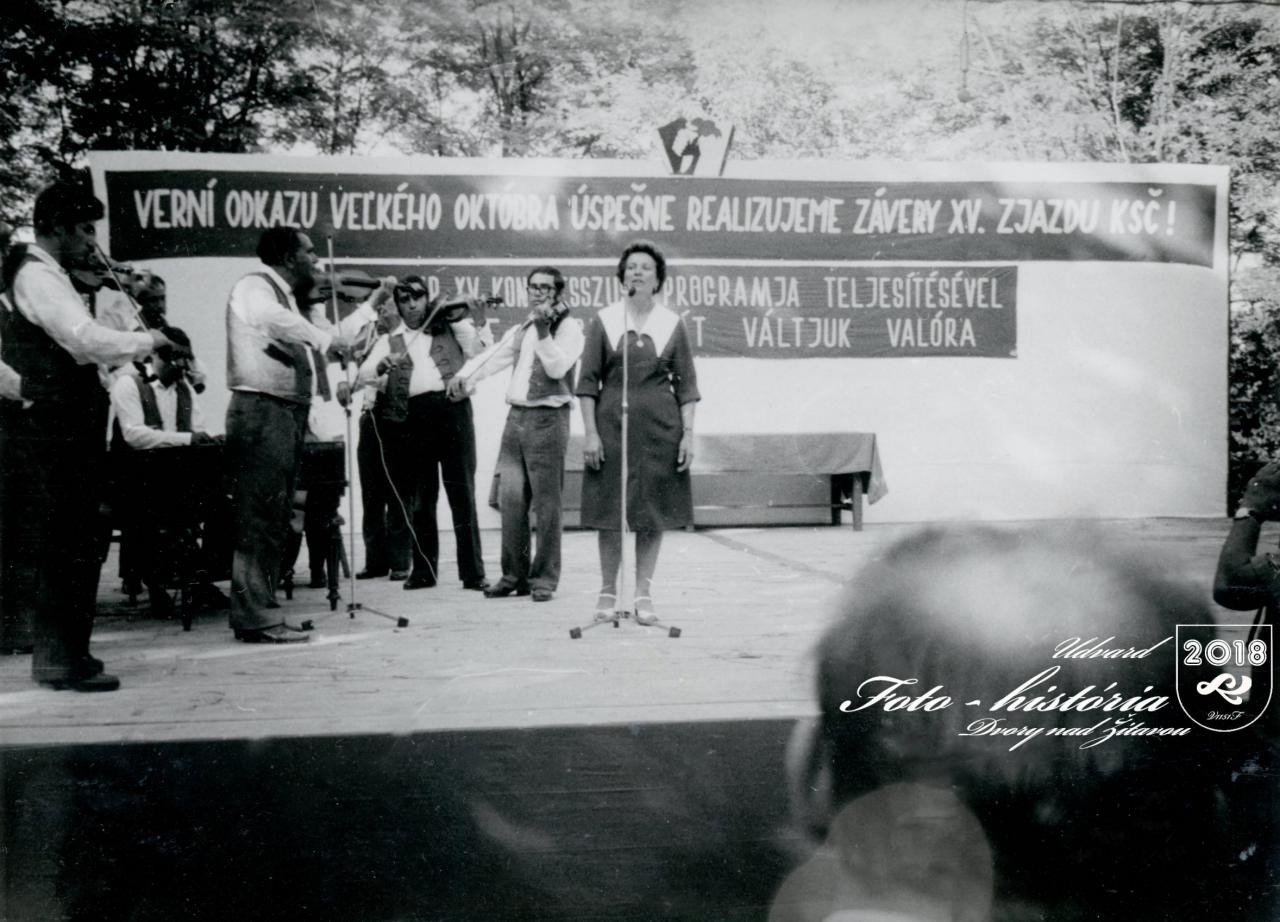 VERNÍ ODKAZU VEĽKÉHO OKTÓBRA ÚSPEŠNE REALIZUJEME ZÁVERY XV. ZJAZDU KSČ!
XV. PROGRAMJA TELJESÍTÉSÉVEL
VÁLTJUK VALÓRA
Udvard
2018
Foto - história
Dvory nad Žitavou